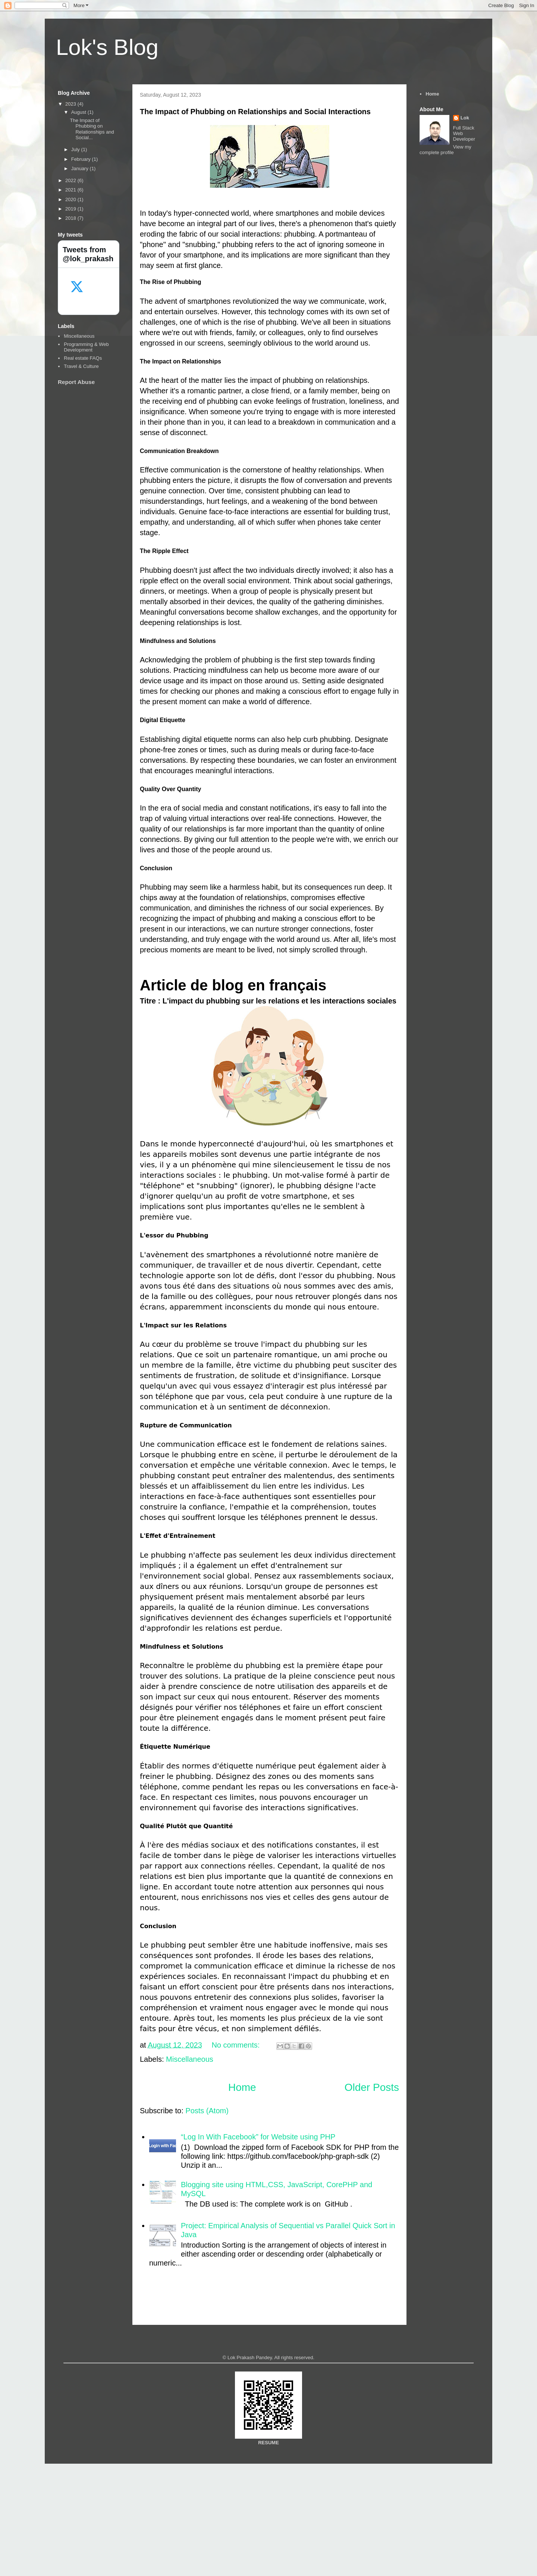 More
Create Blog Sign In
Lok's Blog
Blog Archive
▼ 2023 (7)
▼ August (1)
The Impact of
Phubbing on
Relationships and
Social...
► July (1)
► February (2)
► January (1)
► 2022 (8)
► 2021 (6)
► 2020 (1)
► 2019 (1)
► 2018 (7)
My tweets
Tweets from
@lok_prakash
Labels
Miscellaneous
Programming & Web
Development
Real estate FAQs
Travel & Culture
Report Abuse
Saturday, August 12, 2023
The Impact of Phubbing on Relationships and Social Interactions
In today's hyper-connected world, where smartphones and mobile devices have
become an integral part of our lives, there's a phenomenon that's quietly
eroding the fabric of our social interactions: phubbing. A portmanteau of
"phone" and "snubbing," phubbing refers to the act of ignoring someone in
favor of your smartphone, and its implications are more significant than they
may seem at first glance.
The Rise of Phubbing
The advent of smartphones revolutionized the way we communicate, work,
and entertain ourselves. However, this technology comes with its own set of
challenges, one of which is the rise of phubbing. We've all been in situations
where we're out with friends, family, or colleagues, only to find ourselves
engrossed in our screens, seemingly oblivious to the world around us.
The Impact on Relationships
At the heart of the matter lies the impact of phubbing on relationships.
Whether it's a romantic partner, a close friend, or a family member, being on
the receiving end of phubbing can evoke feelings of frustration, loneliness, and
insignificance. When someone you're trying to engage with is more interested
in their phone than in you, it can lead to a breakdown in communication and a
sense of disconnect.
Communication Breakdown
Effective communication is the cornerstone of healthy relationships. When
phubbing enters the picture, it disrupts the flow of conversation and prevents
genuine connection. Over time, consistent phubbing can lead to
misunderstandings, hurt feelings, and a weakening of the bond between
individuals. Genuine face-to-face interactions are essential for building trust,
empathy, and understanding, all of which suffer when phones take center
stage.
The Ripple Effect
Phubbing doesn't just affect the two individuals directly involved; it also has a
ripple effect on the overall social environment. Think about social gatherings,
dinners, or meetings. When a group of people is physically present but
mentally absorbed in their devices, the quality of the gathering diminishes.
Meaningful conversations become shallow exchanges, and the opportunity for
deepening relationships is lost.
Mindfulness and Solutions
Acknowledging the problem of phubbing is the first step towards finding
solutions. Practicing mindfulness can help us become more aware of our
device usage and its impact on those around us. Setting aside designated
times for checking our phones and making a conscious effort to engage fully in
the present moment can make a world of difference.
Digital Etiquette
Establishing digital etiquette norms can also help curb phubbing. Designate
phone-free zones or times, such as during meals or during face-to-face
conversations. By respecting these boundaries, we can foster an environment
that encourages meaningful interactions.
Quality Over Quantity
In the era of social media and constant notifications, it's easy to fall into the
trap of valuing virtual interactions over real-life connections. However, the
quality of our relationships is far more important than the quantity of online
connections. By giving our full attention to the people we're with, we enrich our
lives and those of the people around us.
Conclusion
Phubbing may seem like a harmless habit, but its consequences run deep. It
chips away at the foundation of relationships, compromises effective
communication, and diminishes the richness of our social experiences. By
recognizing the impact of phubbing and making a conscious effort to be
present in our interactions, we can nurture stronger connections, foster
understanding, and truly engage with the world around us. After all, life's most
precious moments are meant to be lived, not simply scrolled through.
Article de blog en français
Titre : L'impact du phubbing sur les relations et les interactions sociales
Dans le monde hyperconnecté d'aujourd'hui, où les smartphones et
les appareils mobiles sont devenus une partie intégrante de nos
vies, il y a un phénomène qui mine silencieusement le tissu de nos
interactions sociales : le phubbing. Un mot-valise formé à partir de
"téléphone" et "snubbing" (ignorer), le phubbing désigne l'acte
d'ignorer quelqu'un au profit de votre smartphone, et ses
implications sont plus importantes qu'elles ne le semblent à
première vue.
L'essor du Phubbing
L'avènement des smartphones a révolutionné notre manière de
communiquer, de travailler et de nous divertir. Cependant, cette
technologie apporte son lot de défis, dont l'essor du phubbing. Nous
avons tous été dans des situations où nous sommes avec des amis,
de la famille ou des collègues, pour nous retrouver plongés dans nos
écrans, apparemment inconscients du monde qui nous entoure.
L'Impact sur les Relations
Au cœur du problème se trouve l'impact du phubbing sur les
relations. Que ce soit un partenaire romantique, un ami proche ou
un membre de la famille, être victime du phubbing peut susciter des
sentiments de frustration, de solitude et d'insignifiance. Lorsque
quelqu'un avec qui vous essayez d'interagir est plus intéressé par
son téléphone que par vous, cela peut conduire à une rupture de la
communication et à un sentiment de déconnexion.
Rupture de Communication
Une communication efficace est le fondement de relations saines.
Lorsque le phubbing entre en scène, il perturbe le déroulement de la
conversation et empêche une véritable connexion. Avec le temps, le
phubbing constant peut entraîner des malentendus, des sentiments
blessés et un affaiblissement du lien entre les individus. Les
interactions en face-à-face authentiques sont essentielles pour
construire la confiance, l'empathie et la compréhension, toutes
choses qui souffrent lorsque les téléphones prennent le dessus.
L'Effet d'Entraînement
Le phubbing n'affecte pas seulement les deux individus directement
impliqués ; il a également un effet d'entraînement sur
l'environnement social global. Pensez aux rassemblements sociaux,
aux dîners ou aux réunions. Lorsqu'un groupe de personnes est
physiquement présent mais mentalement absorbé par leurs
appareils, la qualité de la réunion diminue. Les conversations
significatives deviennent des échanges superficiels et l'opportunité
d'approfondir les relations est perdue.
Mindfulness et Solutions
Reconnaître le problème du phubbing est la première étape pour
trouver des solutions. La pratique de la pleine conscience peut nous
aider à prendre conscience de notre utilisation des appareils et de
son impact sur ceux qui nous entourent. Réserver des moments
désignés pour vérifier nos téléphones et faire un effort conscient
pour être pleinement engagés dans le moment présent peut faire
toute la différence.
Étiquette Numérique
Établir des normes d'étiquette numérique peut également aider à
freiner le phubbing. Désignez des zones ou des moments sans
téléphone, comme pendant les repas ou les conversations en face-à-
face. En respectant ces limites, nous pouvons encourager un
environnement qui favorise des interactions significatives.
Qualité Plutôt que Quantité
À l'ère des médias sociaux et des notifications constantes, il est
facile de tomber dans le piège de valoriser les interactions virtuelles
par rapport aux connections réelles. Cependant, la qualité de nos
relations est bien plus importante que la quantité de connexions en
ligne. En accordant toute notre attention aux personnes qui nous
entourent, nous enrichissons nos vies et celles des gens autour de
nous.
Conclusion
Le phubbing peut sembler être une habitude inoffensive, mais ses
conséquences sont profondes. Il érode les bases des relations,
compromet la communication efficace et diminue la richesse de nos
expériences sociales. En reconnaissant l'impact du phubbing et en
faisant un effort conscient pour être présents dans nos interactions,
nous pouvons entretenir des connexions plus solides, favoriser la
compréhension et vraiment nous engager avec le monde qui nous
entoure. Après tout, les moments les plus précieux de la vie sont
faits pour être vécus, et non simplement défilés.
at August 12, 2023 No comments:
Labels: Miscellaneous
Home Older Posts
Subscribe to: Posts (Atom)
"Log In With Facebook" for Website using PHP
(1) Download the zipped form of Facebook SDK for PHP from the
following link: https://github.com/facebook/php-graph-sdk (2)
Unzip it an...
Blogging site using HTML,CSS, JavaScript, CorePHP and
MySQL
The DB used is: The complete work is on GitHub .
Project: Empirical Analysis of Sequential vs Parallel Quick Sort in
Java
Introduction Sorting is the arrangement of objects of interest in
either ascending order or descending order (alphabetically or
numeric...
Home
About Me
Lok
Full Stack
Web
Developer
View my
complete profile
© Lok Prakash Pandey. All rights reserved.
RESUME